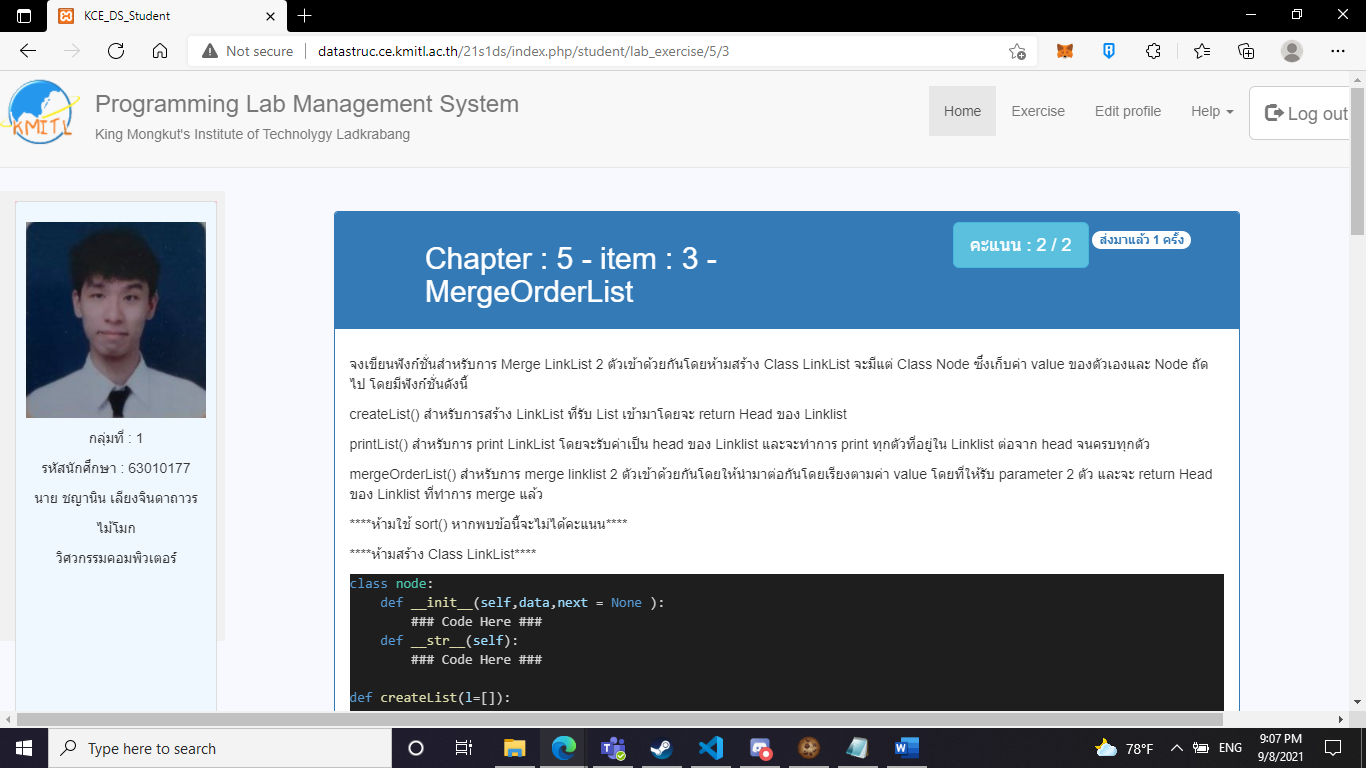 KCE_DS_Student
Not secure
datastruc.ce.kmitl.ac.th/21s1ds/index.php/student/lab_exercise/5/3
KMITL
Programming Lab Management System
King Mongkut's Institute of Technolygy Ladkrabang
Home
Exercise
Edit profile
Help
Log out
กลุ่มที่ : 1
รหัสนักศึกษา : 63010177
นาย ชญานิน เลียงจินดาถาวร
ไม้โมก
วิศวกรรมคอมพิวเตอร์
Chapter : 5 - item : 3 -
MergeOrderList
คะแนน : 2 / 2
ส่งมาแล้ว 1 ครั้ง
จงเขียนฟังก์ชั่นสำหรับการ Merge LinkList 2 ตัวเข้าด้วยกันโดยห้ามสร้าง Class LinkList จะมีแต่ Class Node ซึ่งเก็บค่า value ของตัวเองและ Node ถัด
ไป โดยมีฟังก์ชั่นดังนี้
createList() สำหรับการสร้าง LinkList ที่รับ List เข้ามาโดยจะ return Head ของ Linklist
printList() สำหรับการ print LinkList โดยจะรับค่าเป็น head ของ Linklist และจะทำการ print ทุกตัวที่อยู่ใน Linklist ต่อจาก head จนครบทุกตัว
mergeOrderList() สำหรับการ merge linklist 2 ตัวเข้าด้วยกันโดยให้นำมาต่อกันโดยเรียงตามค่า value โดยที่ให้รับ parameter 2 ตัว และจะ return Head
ของ Linklist ที่ทำการ merge แล้ว
****ห้ามใช้ sort() หากพบข้อนี้จะไม่ได้คะแนน****
****ห้ามสร้าง Class LinkList****
class node:
    def __init__(self,data,next = None ):
        ### Code Here ###
    def __str__(self):
        ### Code Here ###
def createList(l=[]):
Type here to search
78°F
ENG
9:07 PM
9/8/2021